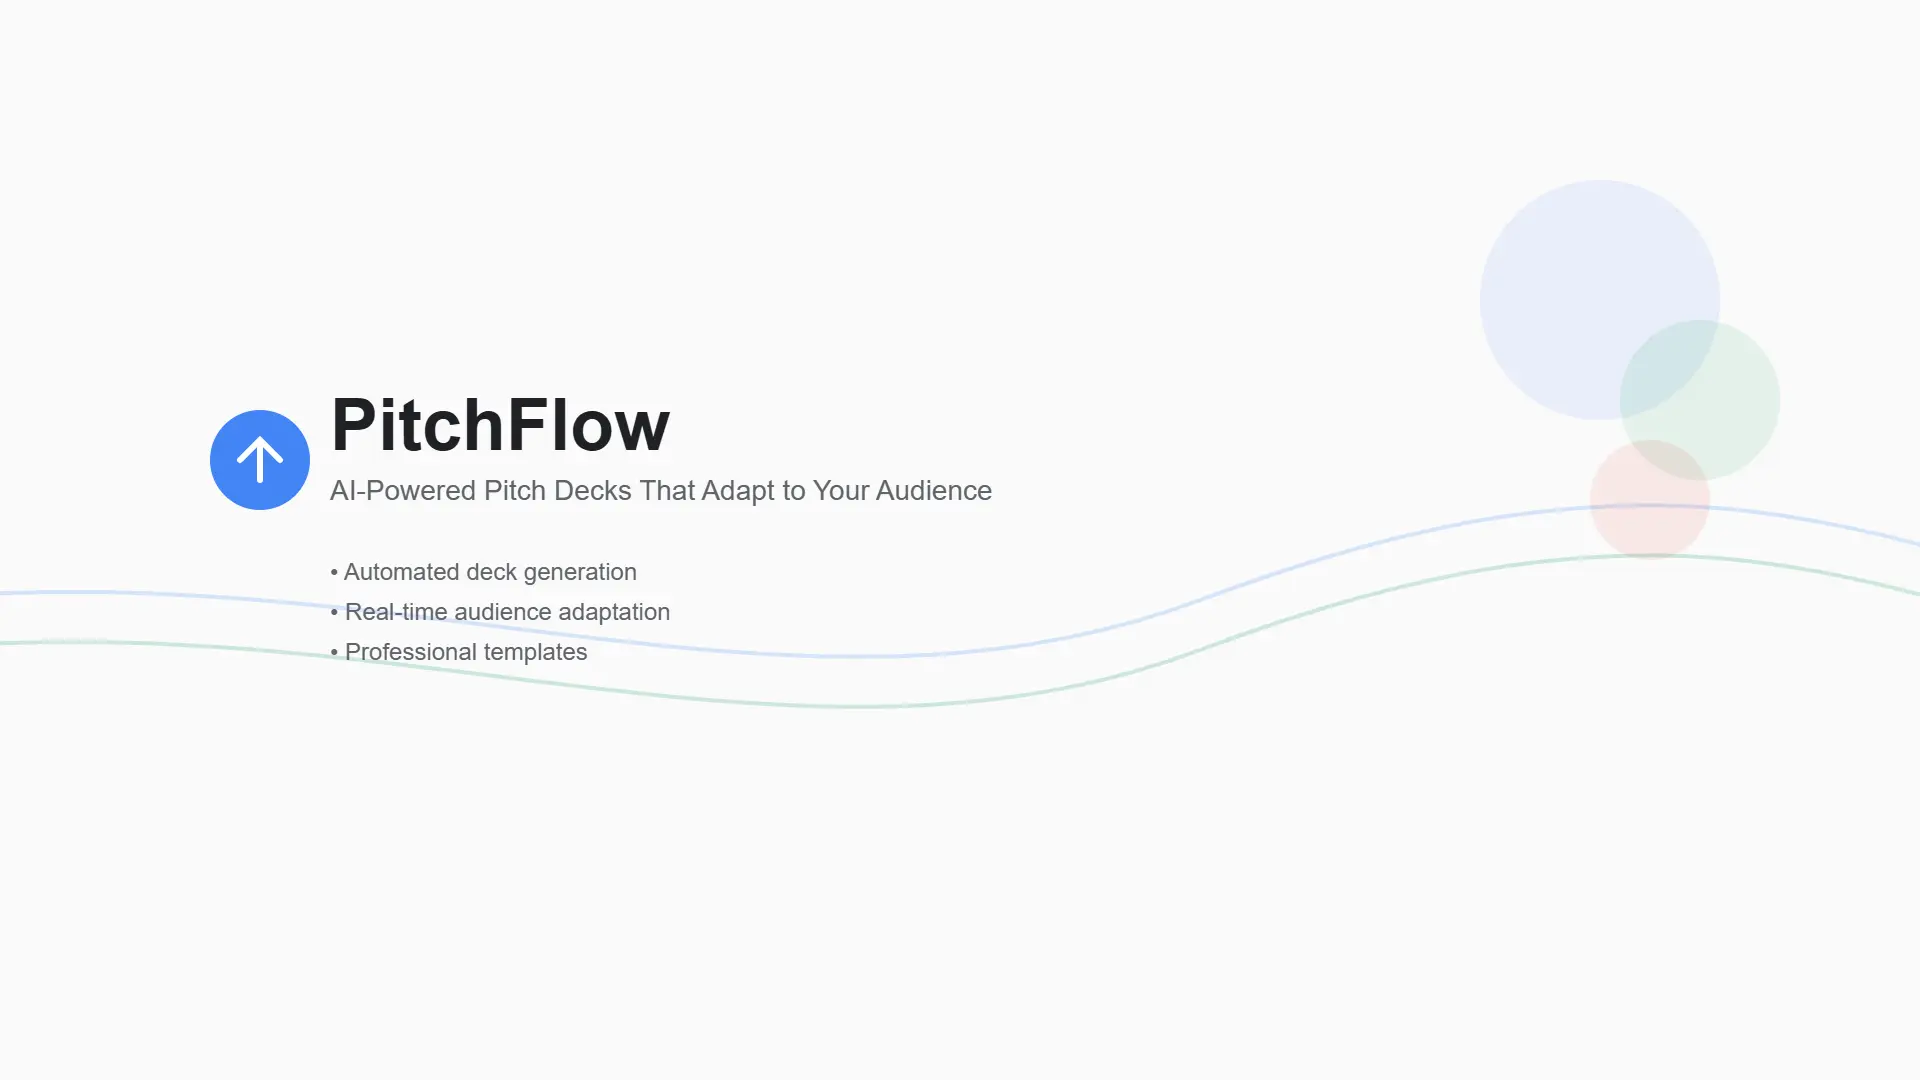 PitchFlow
AI-Powered Pitch Decks That Adapt to Your Audience
• Automated deck generation
• Real-time audience adaptation
• Professional templates